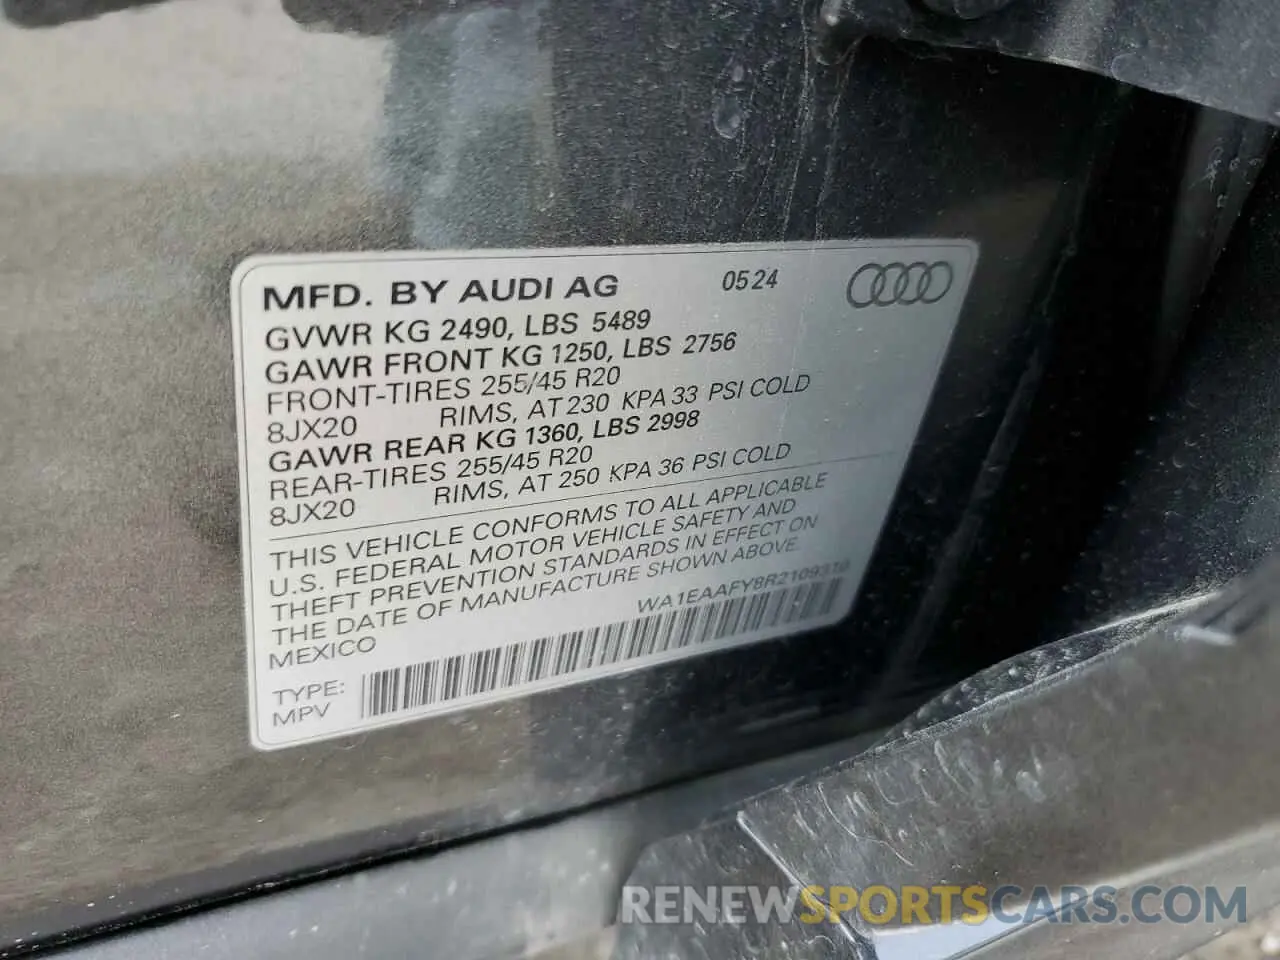 MFD. BY AUDI AG 05 24
GVWR KG 2490, LBS 5489
GAWR FRONT KG 1250, LBS 2756
FRONT-TIRES 255/45 R20
8JX20 RIMS, AT 230 KPA 33 PSI COLD
GAWR REAR KG 1360, LBS 2998
REAR-TIRES 255/45 R20
8JX20 RIMS, AT 250 KPA 36 PSI COLD
THIS VEHICLE CONFORMS TO ALL APPLICABLE
U.S. FEDERAL MOTOR VEHICLE SAFETY AND
THEFT PREVENTION STANDARDS IN EFFECT ON
THE DATE OF MANUFACTURE SHOWN ABOVE.
MEXICO WA1EAAFY8R2109310
TYPE:
MPV
RENEWSPORTSCARS.COM